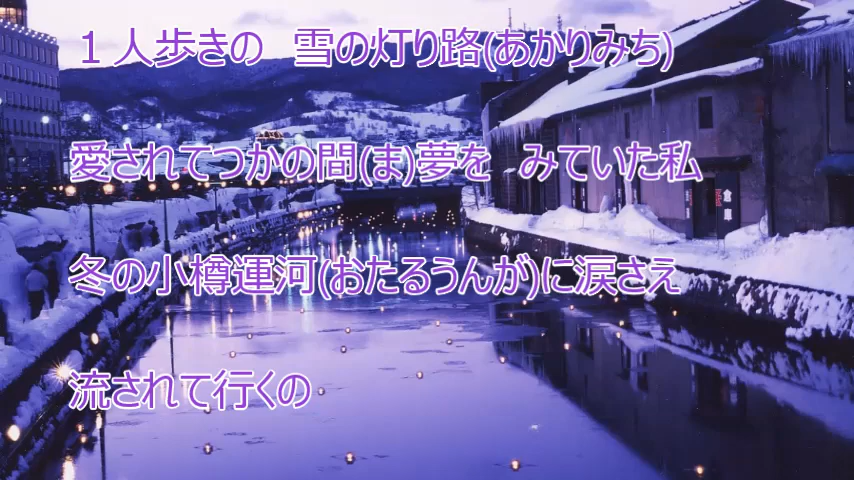 １人歩きの　雪の灯り路(あかりみち)
愛されてつかの間(ま)夢を　みていた私
冬の小樽運河(おたるうんが)に涙さえ
流されて行くの
倉庫